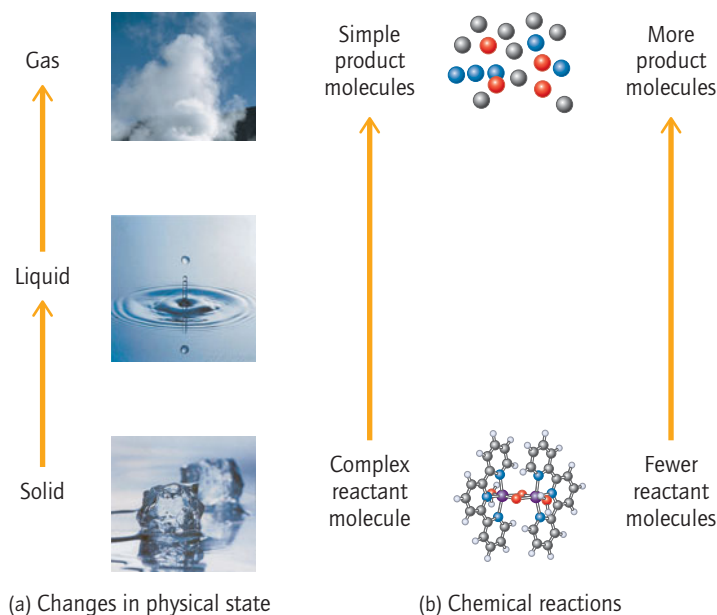 Gas
Liquid
Solid
(a) Changes in physical state
Simple
product
molecules
Complex
reactant
molecule
More
product
molecules
Fewer
reactant
molecules
(b) Chemical reactions